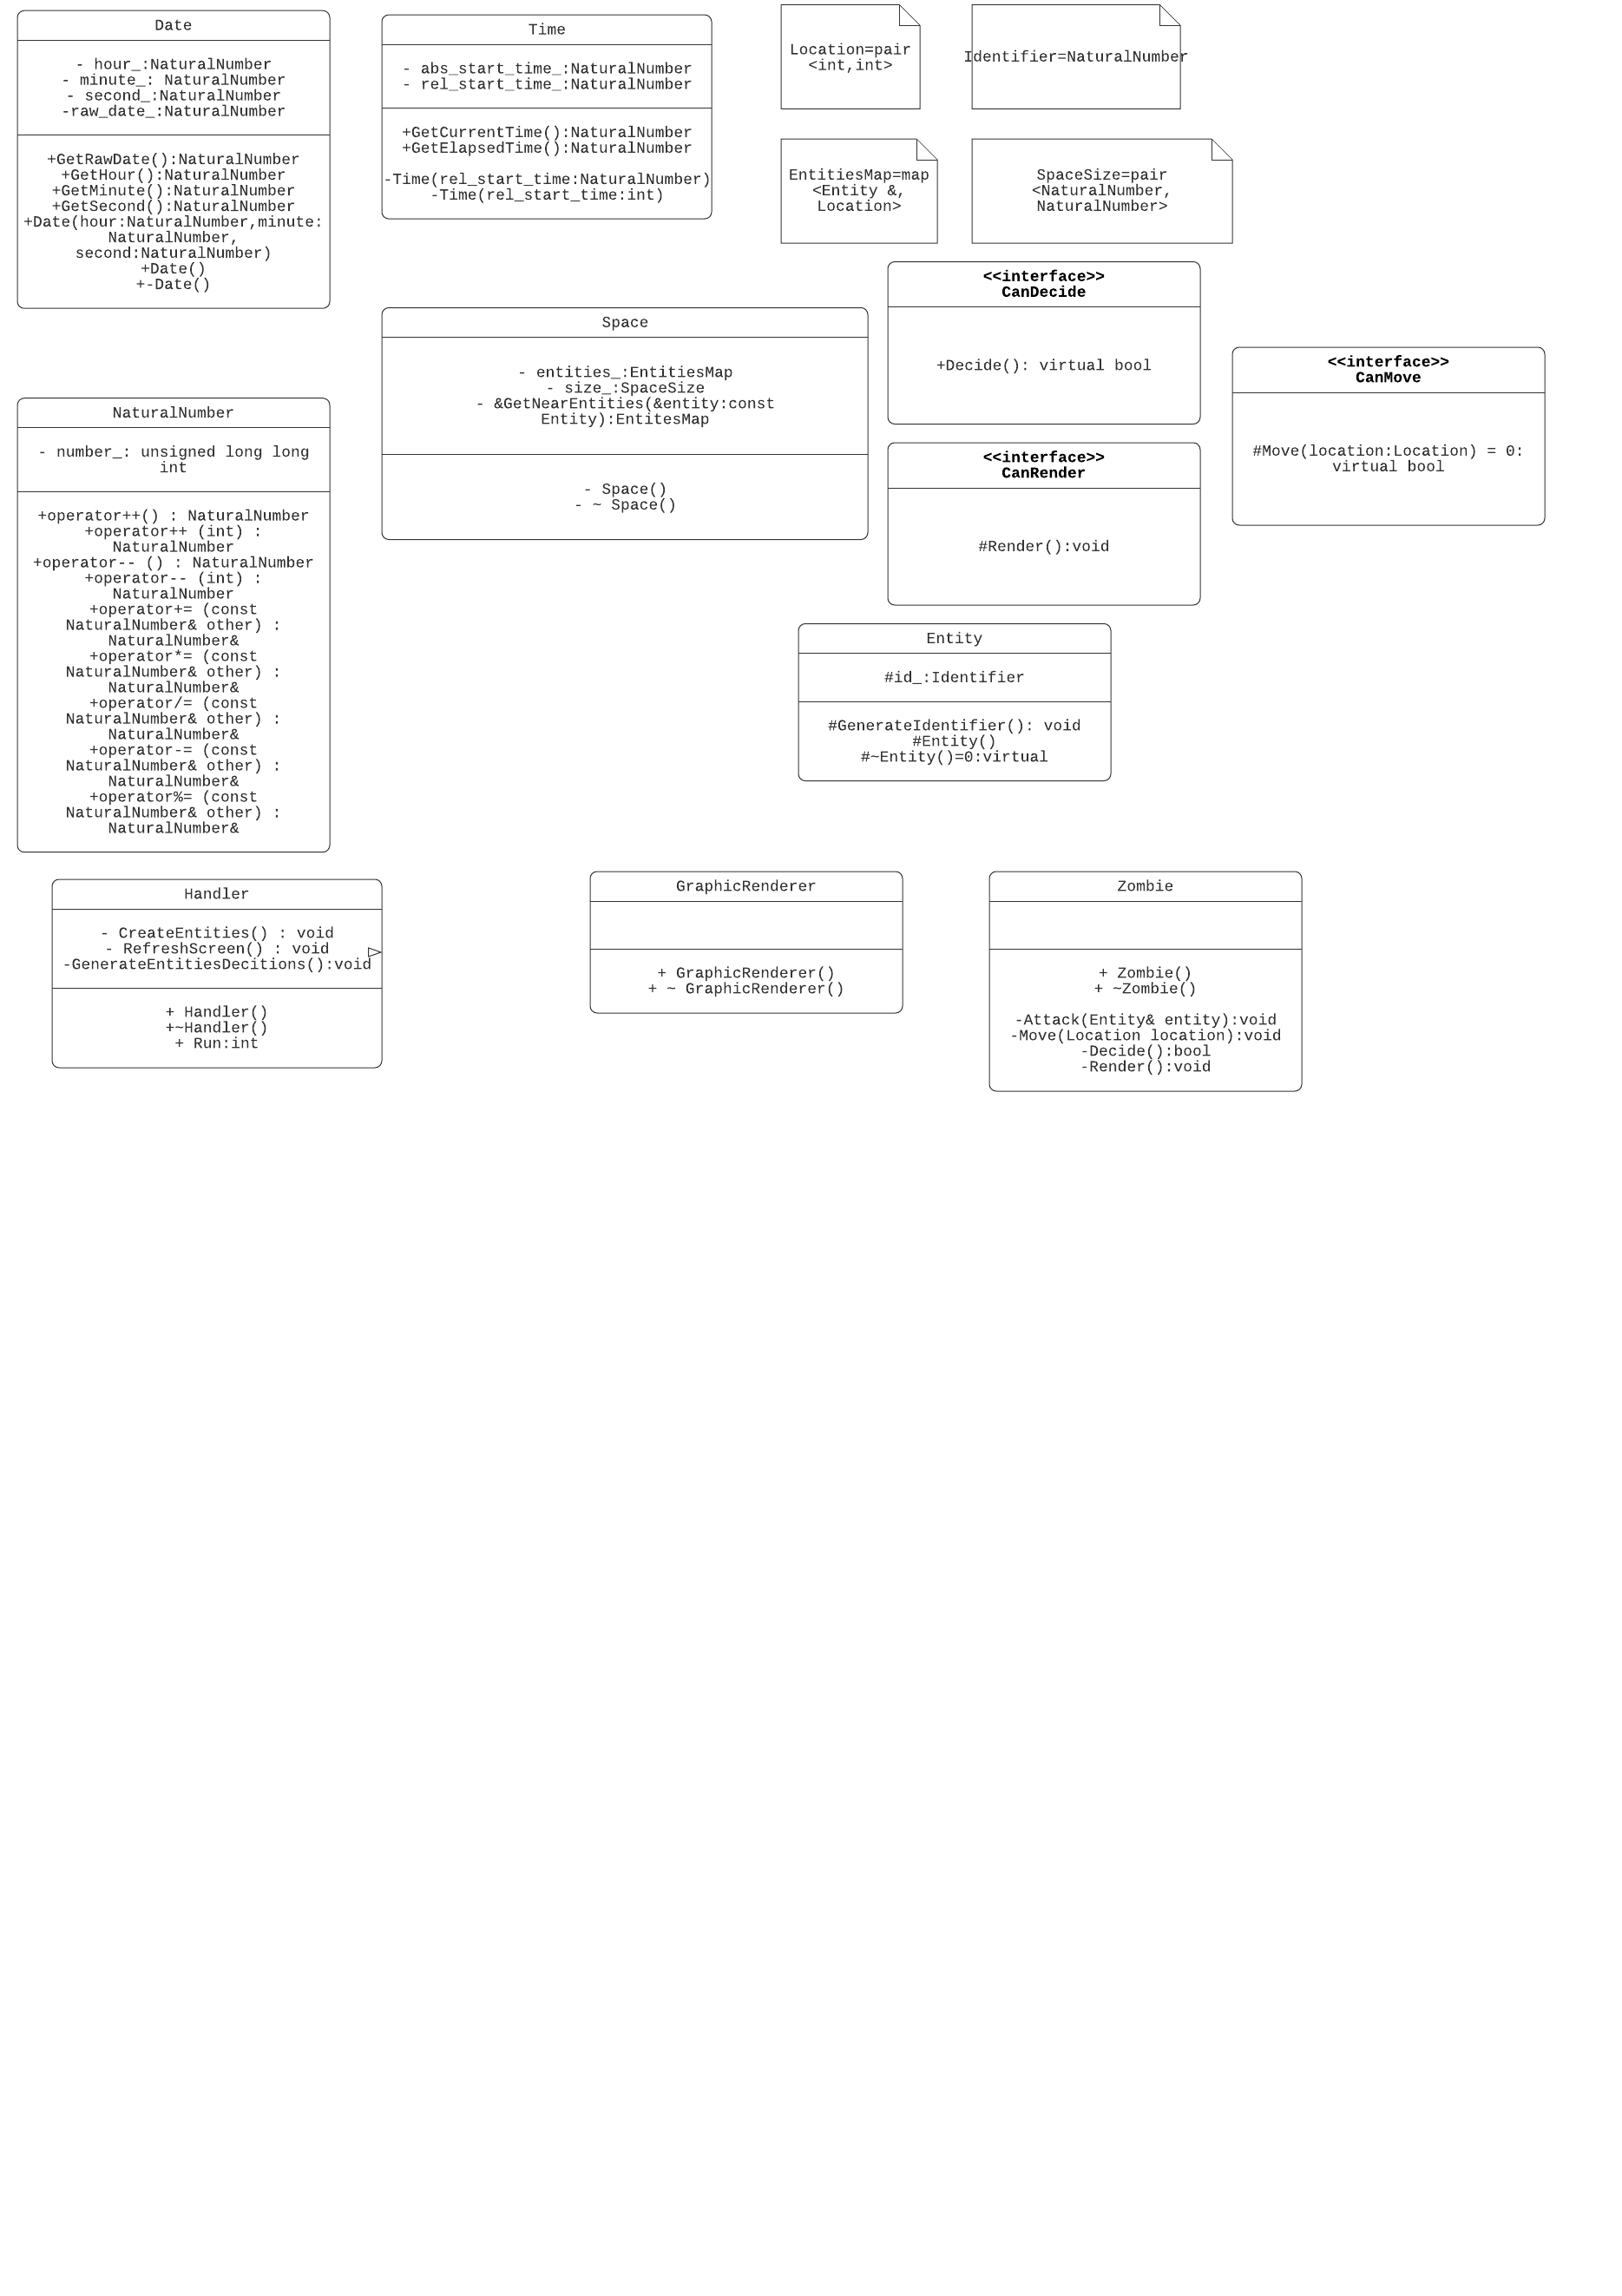 Date
- hour_:NaturalNumber
- minute_: NaturalNumber
- second_:NaturalNumber
-raw_date_:NaturalNumber
+GetRawDate():NaturalNumber
+GetHour():NaturalNumber
+GetMinute():NaturalNumber
+GetSecond():NaturalNumber
+Date(hour:NaturalNumber,minute:
NaturalNumber,
second:NaturalNumber)
+Date()
+-Date()
Time
- abs_start_time_:NaturalNumber
- rel_start_time_:NaturalNumber
+GetCurrentTime():NaturalNumber
+GetElapsedTime():NaturalNumber
-Time(rel_start_time:NaturalNumber)
-Time(rel_start_time:int)
Location=pair
<int,int>
Identifier=NaturalNumber
EntitiesMap=map
<Entity &,
Location>
SpaceSize=pair
<NaturalNumber,
NaturalNumber>
<<interface>>
CanDecide
+Decide(): virtual bool
Space
- entities_:EntitiesMap
- size_:SpaceSize
- &GetNearEntities(&entity:const
Entity):EntitesMap
- Space()
- ~ Space()
<<interface>>
CanMove
#Move(location:Location) = 0:
virtual bool
NaturalNumber
- number_: unsigned long long
int
+operator++() : NaturalNumber
+operator++ (int) :
NaturalNumber
+operator-- () : NaturalNumber
+operator-- (int) :
NaturalNumber
+operator+= (const
NaturalNumber& other) :
NaturalNumber&
+operator*= (const
NaturalNumber& other) :
NaturalNumber&
+operator/= (const
NaturalNumber& other) :
NaturalNumber&
+operator-= (const
NaturalNumber& other) :
NaturalNumber&
+operator%= (const
NaturalNumber& other) :
NaturalNumber&
<<interface>>
CanRender
#Render():void
Entity
#id_:Identifier
#GenerateIdentifier(): void
#Entity()
#~Entity()=0:virtual
Handler
- CreateEntities() : void
- RefreshScreen() : void
-GenerateEntitiesDecitions():void
+ Handler()
+~Handler()
+ Run:int
GraphicRenderer
+ GraphicRenderer()
+ ~ GraphicRenderer()
Zombie
+ Zombie()
+ ~Zombie()
-Attack(Entity& entity):void
-Move(Location location):void
-Decide():bool
-Render():void